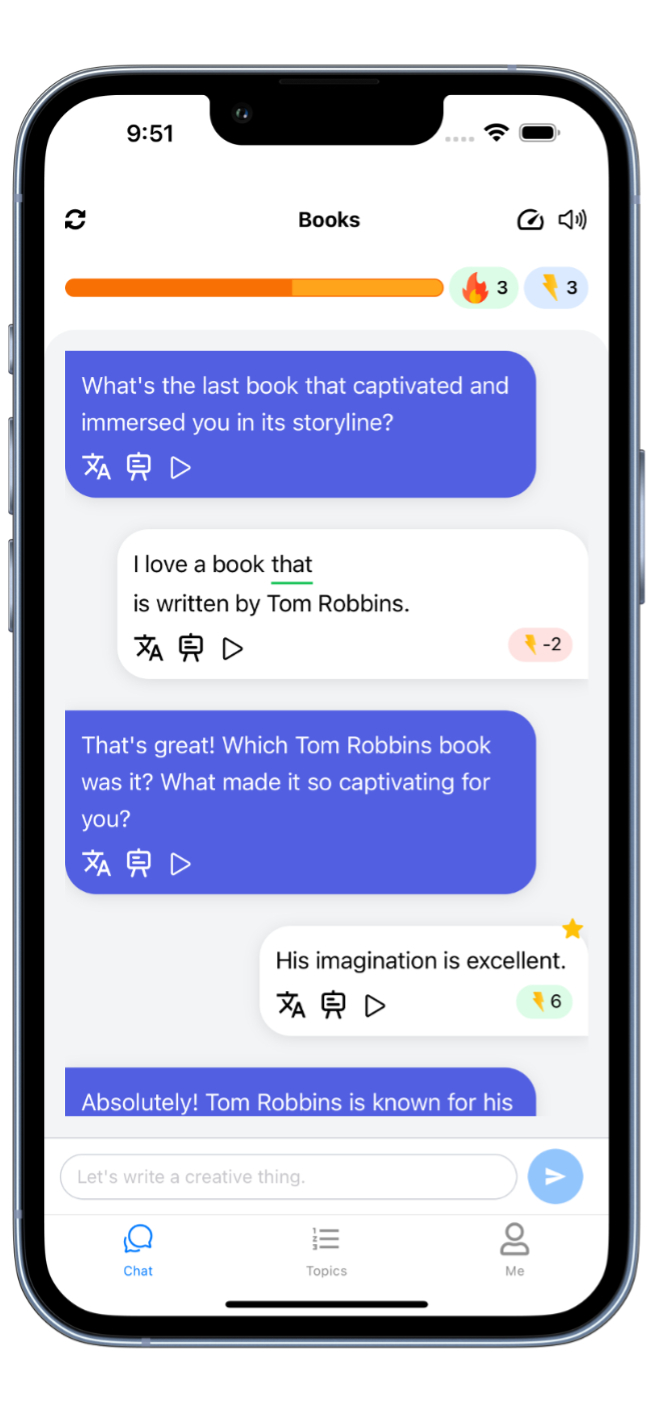 9:51
Books
3
3
What's the last book that captivated and
immersed you in its storyline?
I love a book that
is written by Tom Robbins.
-2
That's great! Which Tom Robbins book
was it? What made it so captivating for
you?
His imagination is excellent.
6
Absolutely! Tom Robbins is known for his
Let's write a creative thing.
Chat
Topics
Me